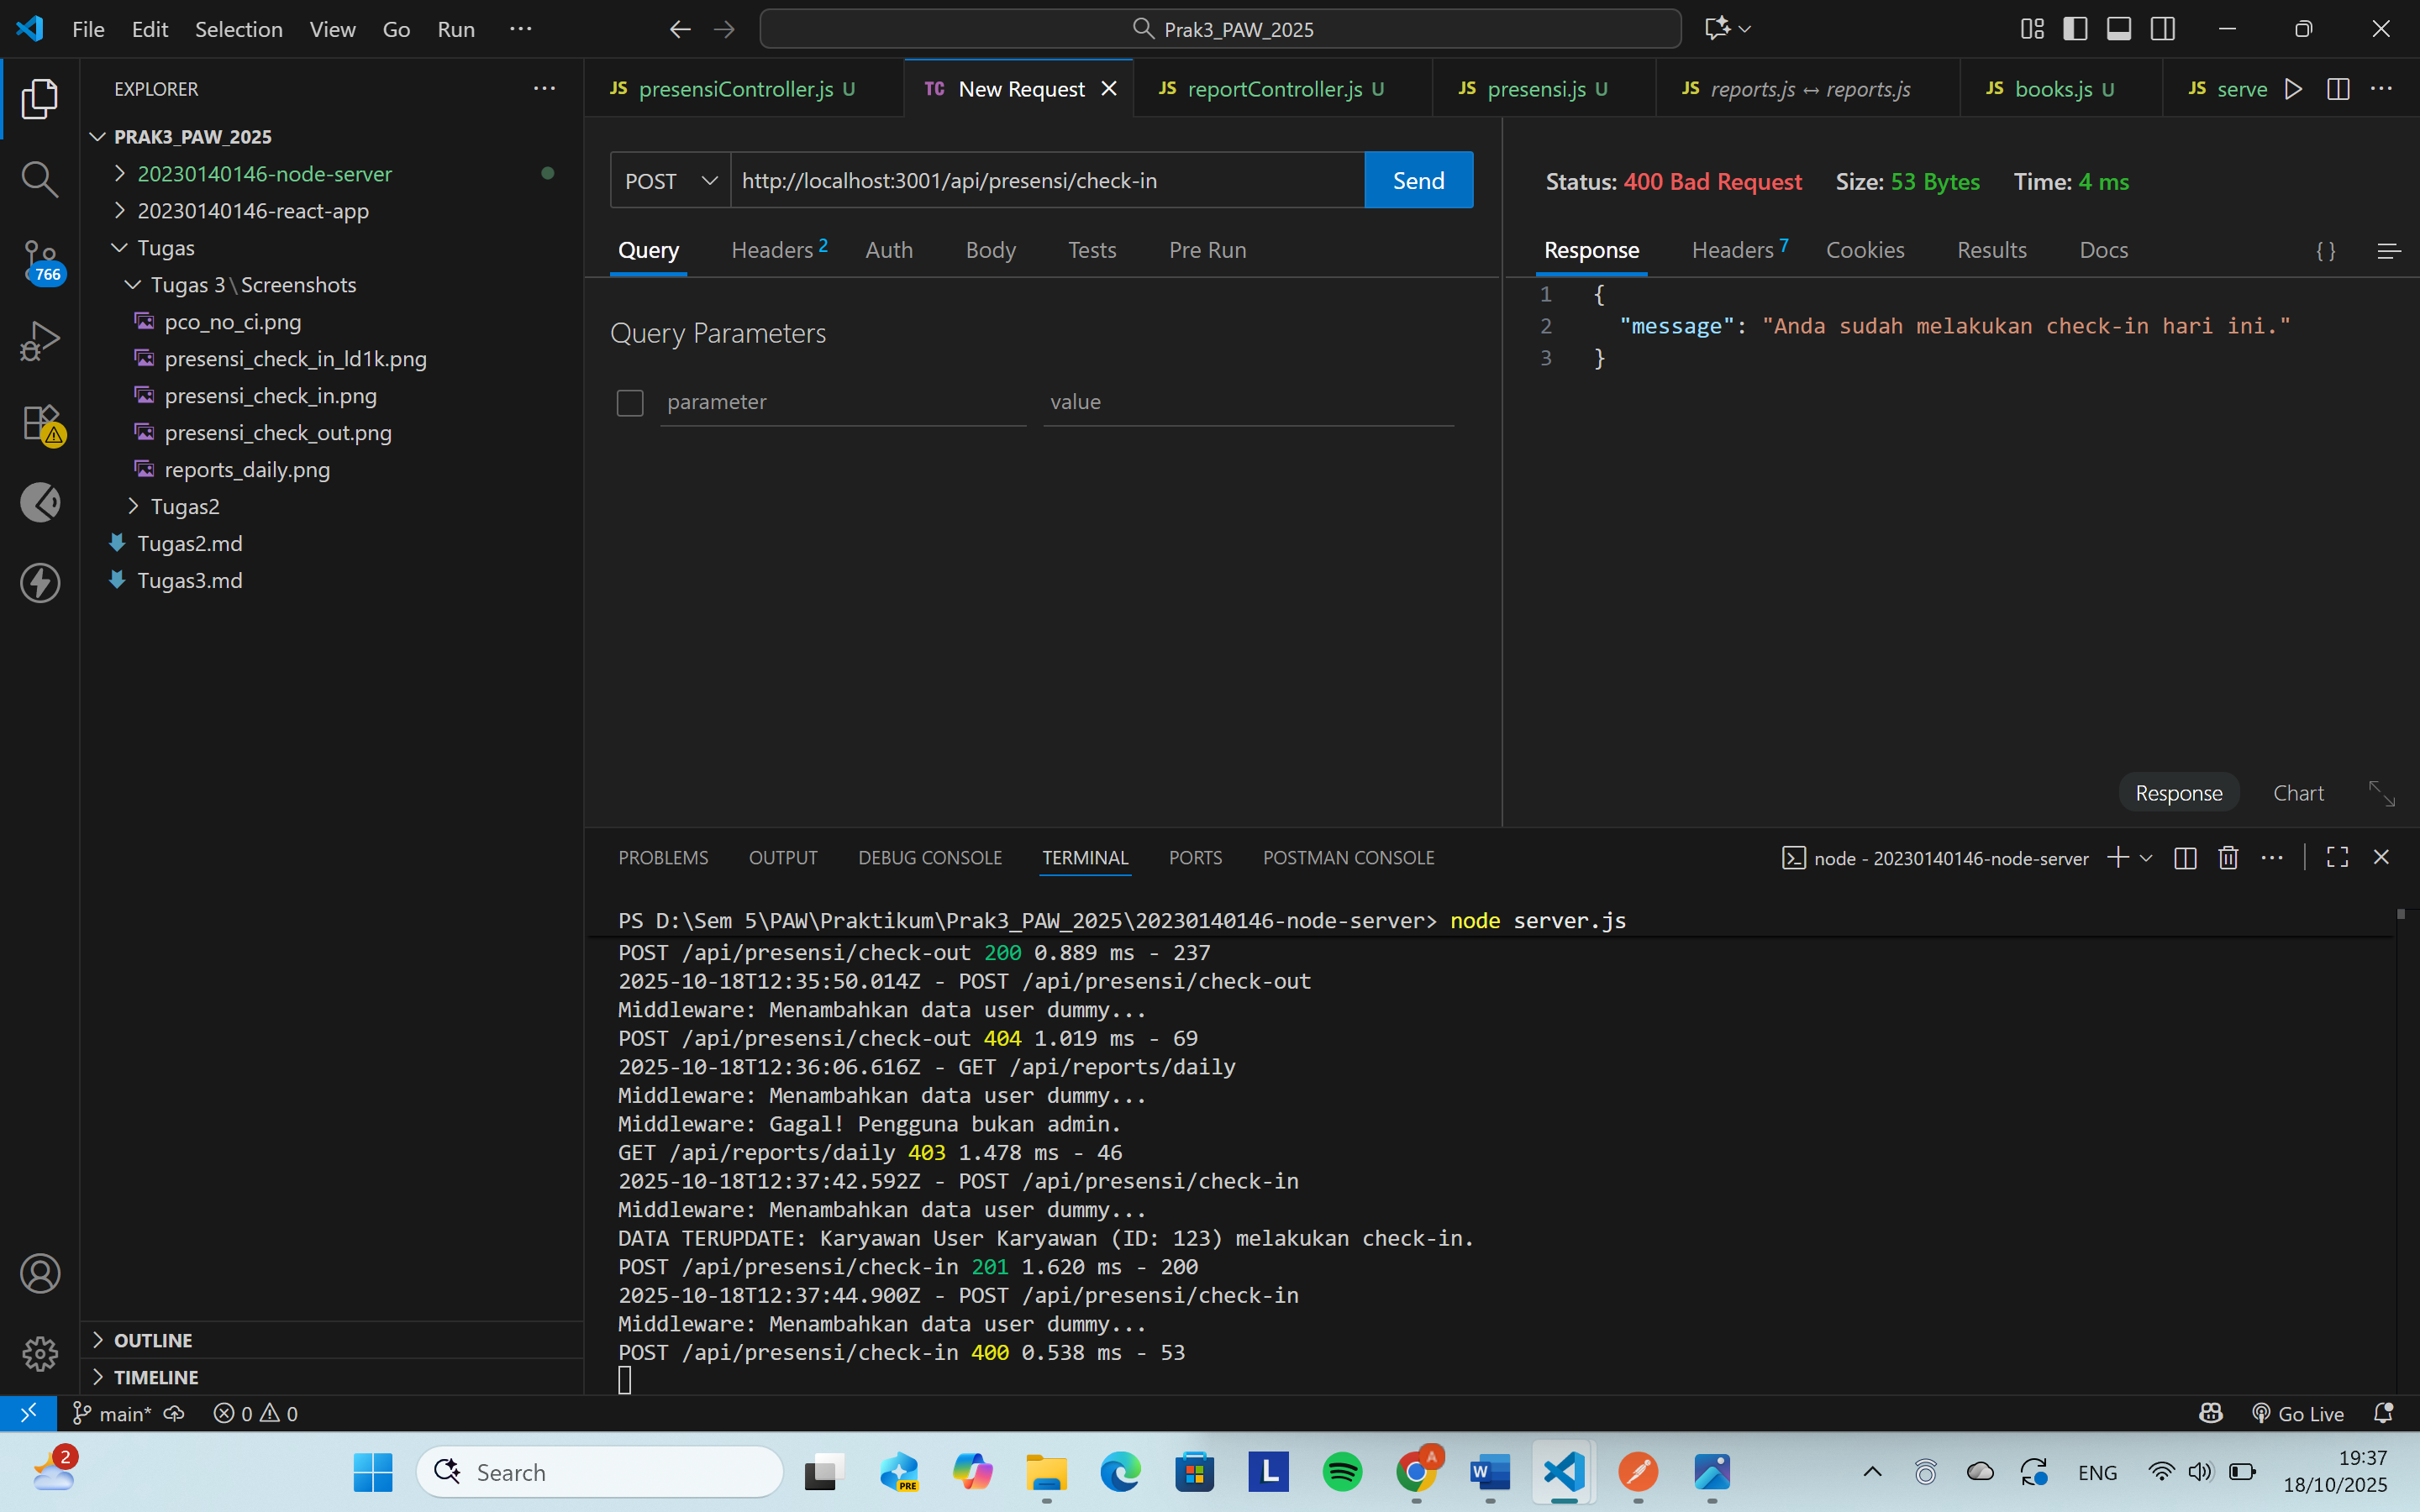 File Edit Selection View Go Run ···
Prak3_PAW_2025
EXPLORER ···
PRAK3_PAW_2025
20230140146-node-server
20230140146-react-app
Tugas
Tugas 3\Screenshots
pco_no_ci.png
presensi_check_in_ld1k.png
presensi_check_in.png
presensi_check_out.png
reports_daily.png
Tugas2
Tugas2.md
Tugas3.md
OUTLINE
TIMELINE
766
JS presensiController.js U
TC New Request
JS reportController.js U
JS presensi.js U
JS reports.js ↔ reports.js
JS books.js U
JS serve
POST http://localhost:3001/api/presensi/check-in Send
Query Headers 2 Auth Body Tests Pre Run
Query Parameters
parameter value
Status: 400 Bad Request Size: 53 Bytes Time: 4 ms
Response Headers 7 Cookies Results Docs { }
1 {
2 "message": "Anda sudah melakukan check-in hari ini."
3 }
Response Chart
PROBLEMS OUTPUT DEBUG CONSOLE TERMINAL PORTS POSTMAN CONSOLE
node - 20230140146-node-server
PS D:\Sem 5\PAW\Praktikum\Prak3_PAW_2025\20230140146-node-server> node server.js
POST /api/presensi/check-out 200 0.889 ms - 237
2025-10-18T12:35:50.014Z - POST /api/presensi/check-out
Middleware: Menambahkan data user dummy...
POST /api/presensi/check-out 404 1.019 ms - 69
2025-10-18T12:36:06.616Z - GET /api/reports/daily
Middleware: Menambahkan data user dummy...
Middleware: Gagal! Pengguna bukan admin.
GET /api/reports/daily 403 1.478 ms - 46
2025-10-18T12:37:42.592Z - POST /api/presensi/check-in
Middleware: Menambahkan data user dummy...
DATA TERUPDATE: Karyawan User Karyawan (ID: 123) melakukan check-in.
POST /api/presensi/check-in 201 1.620 ms - 200
2025-10-18T12:37:44.900Z - POST /api/presensi/check-in
Middleware: Menambahkan data user dummy...
POST /api/presensi/check-in 400 0.538 ms - 53
main* 0 0
Go Live
2
Search
PRE
L
A
W
ENG
19:37
18/10/2025